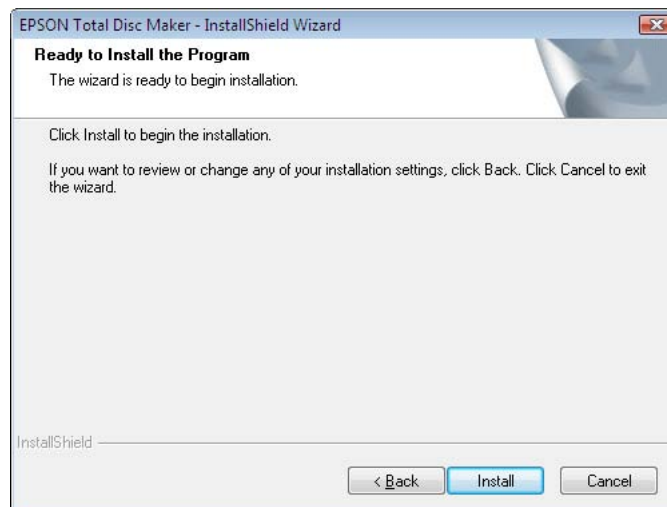 EPSON Total Disc Maker - InstallShield Wizard
Ready to Install the Program
The wizard is ready to begin installation.
Click Install to begin the installation.
If you want to review or change any of your installation settings, click Back. Click Cancel to exit
the wizard.
InstallShield
< Back
Install
Cancel